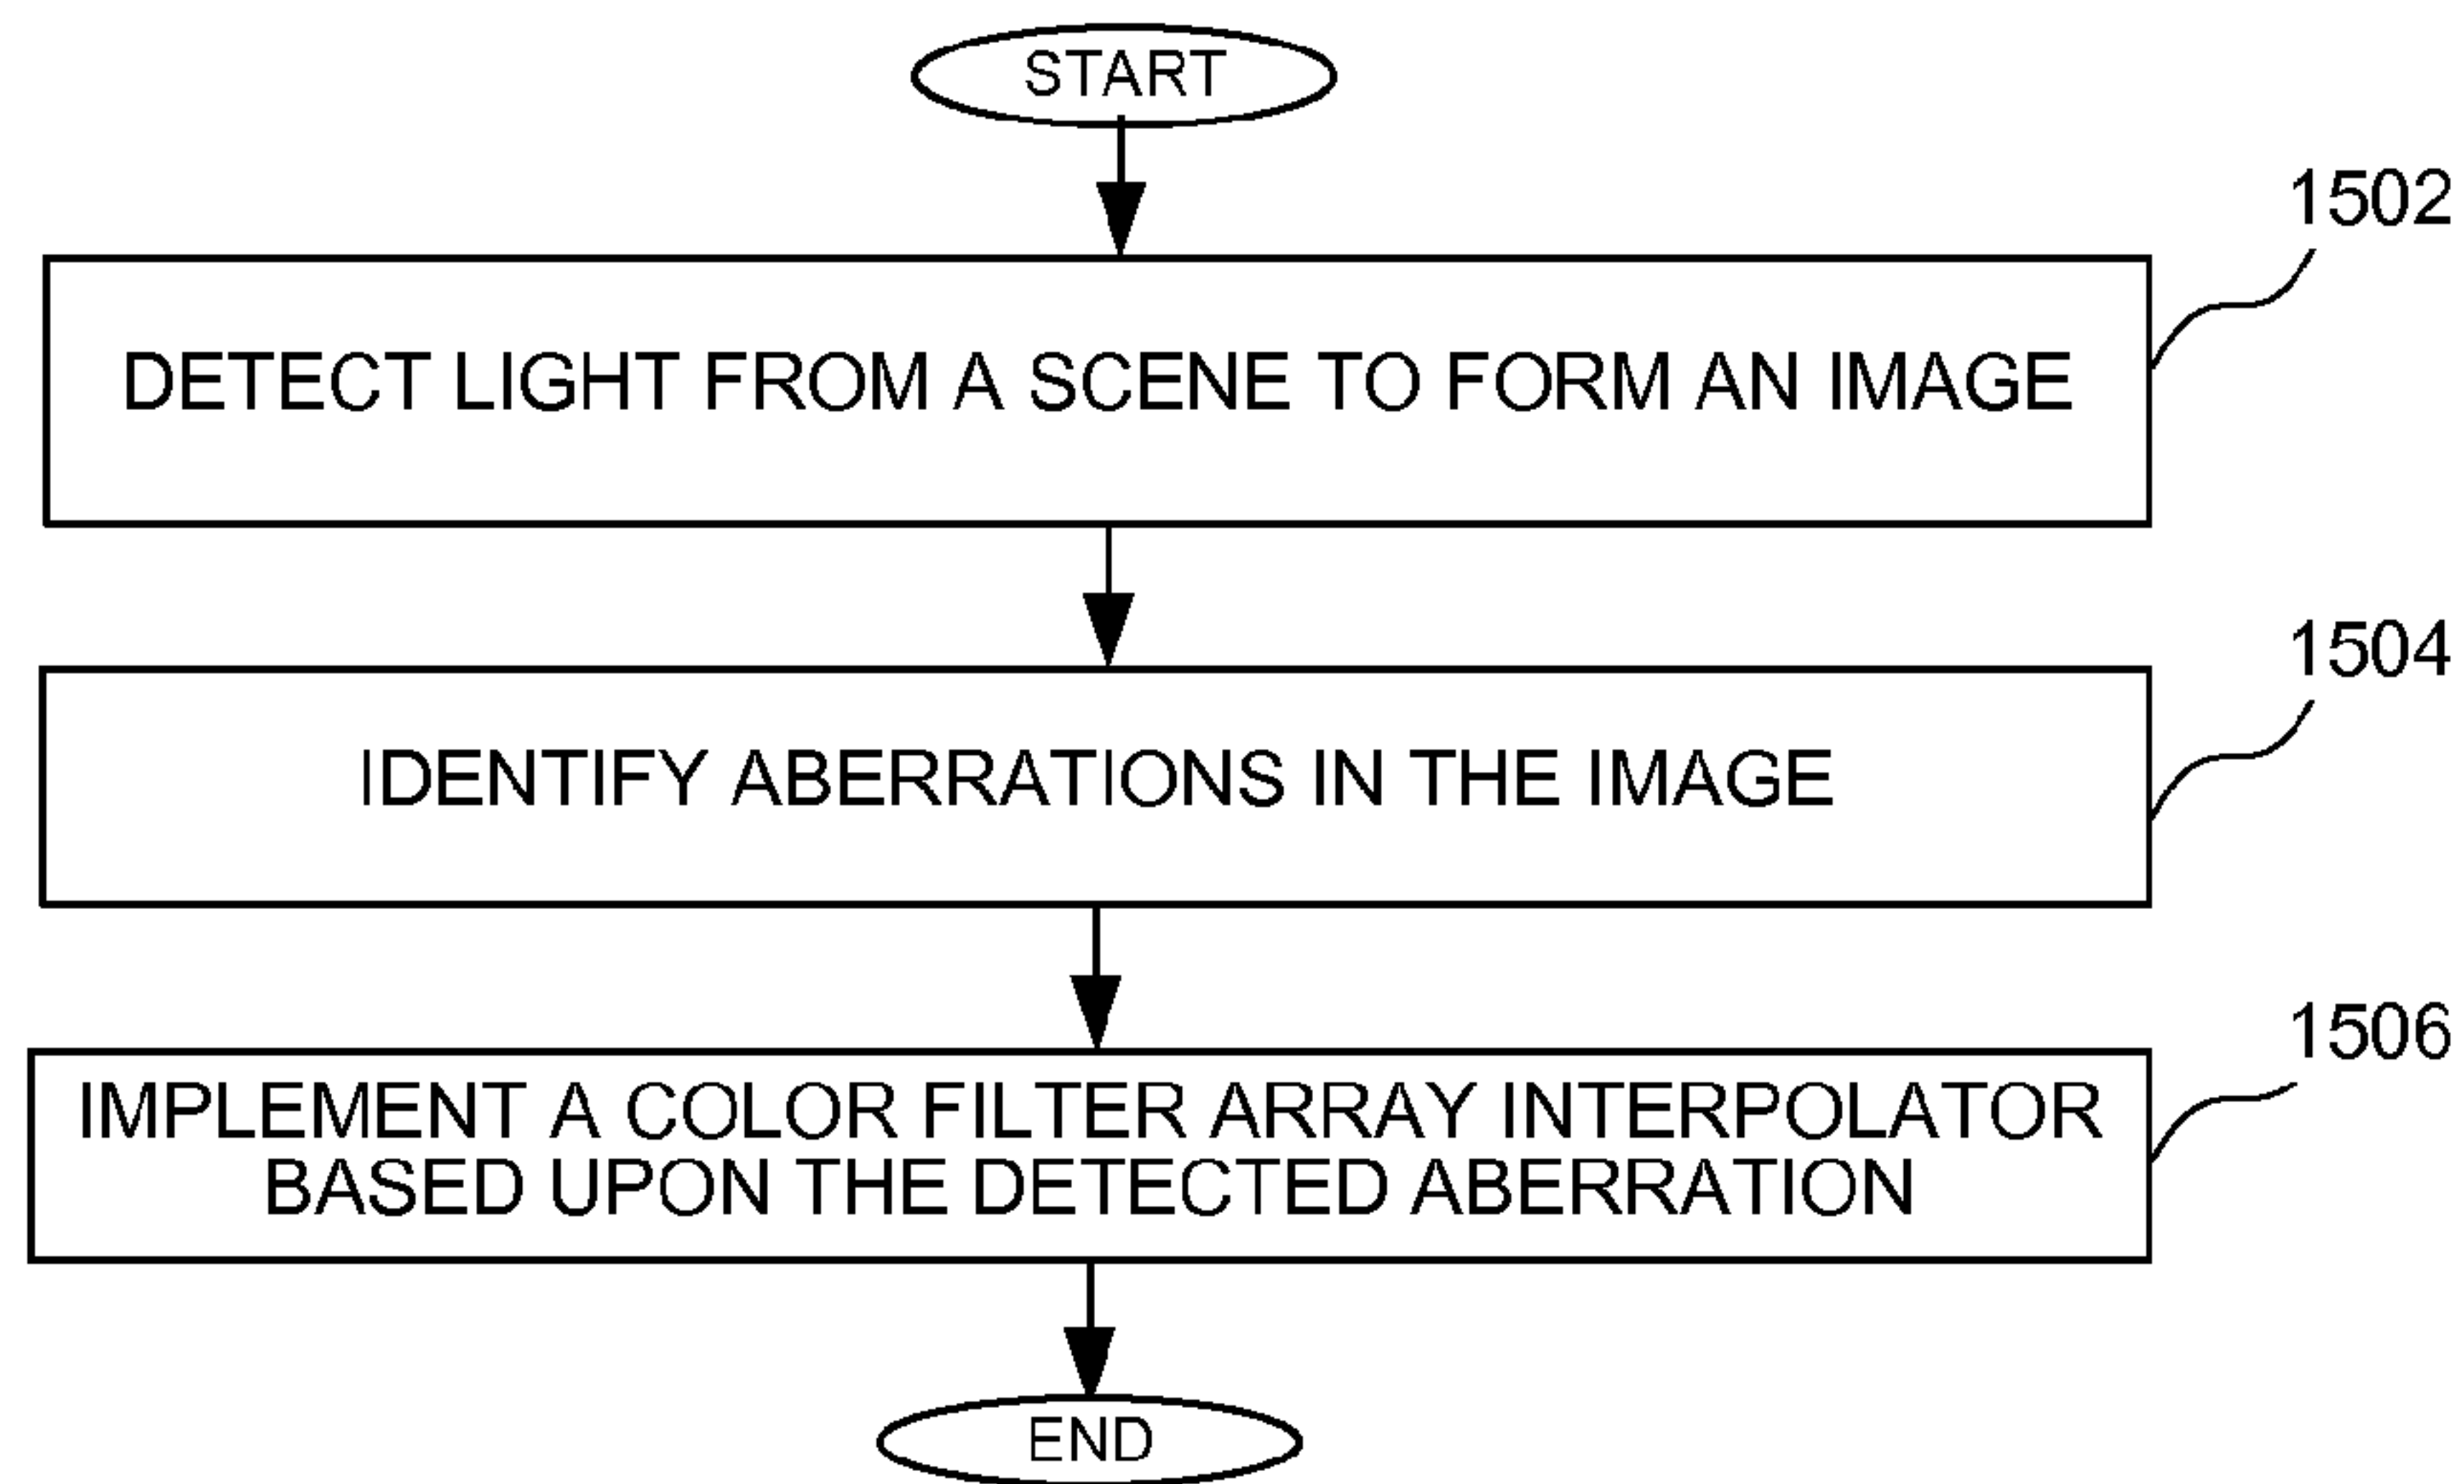 START
1502
DETECT LIGHT FROM A SCENE TO FORM AN IMAGE
1504
IDENTIFY ABERRATIONS IN THE IMAGE
1506
IMPLEMENT A COLOR FILTER ARRAY INTERPOLATOR
BASED UPON THE DETECTED ABERRATION
END